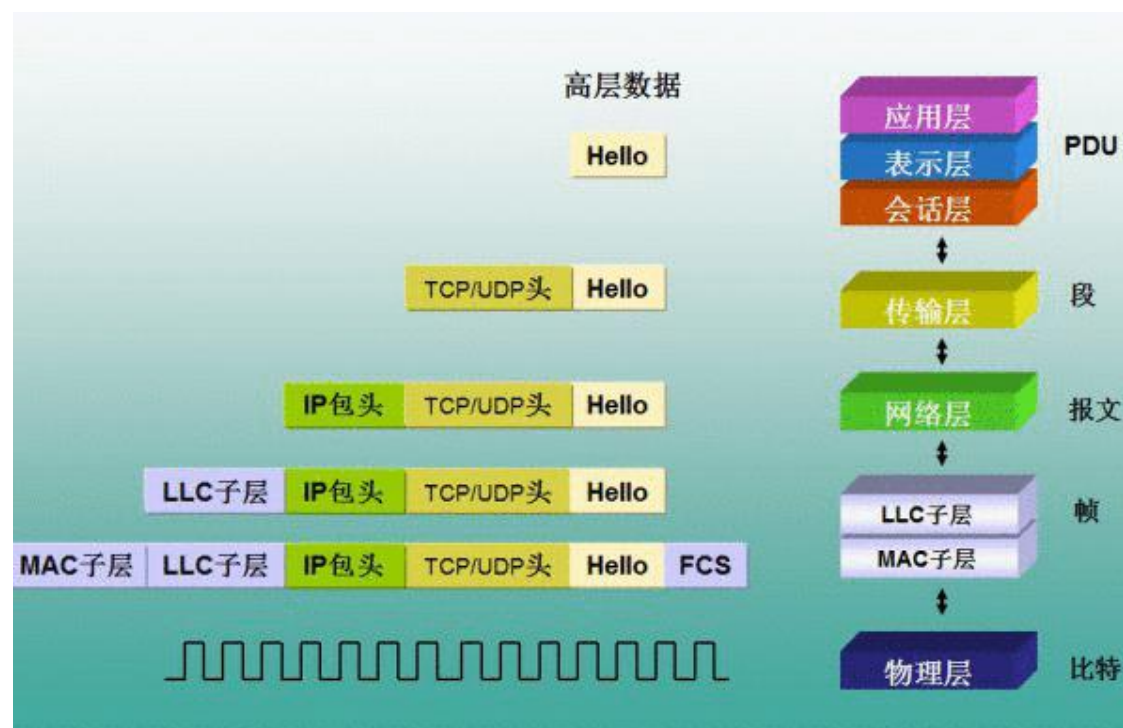 高层数据
应用层
PDU
Hello
表示层
会话层
TCP/UDP头 Hello
传输层
段
IP包头 TCP/UDP头 Hello
网络层
报文
LLC子层 IP包头 TCP/UDP头 Hello
LLC子层
帧
MAC子层 LLC子层 IP包头 TCP/UDP头 Hello FCS
MAC子层
物理层
比特